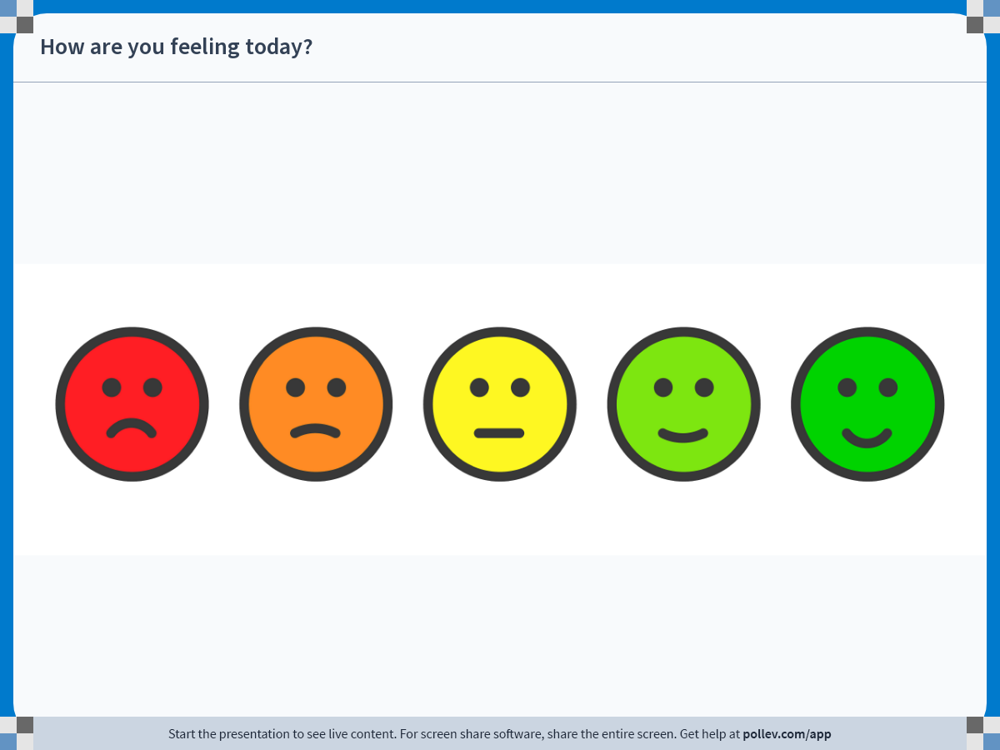 How are you feeling today?
Start the presentation to see live content. For screen share software, share the entire screen. Get help at pollev.com/app